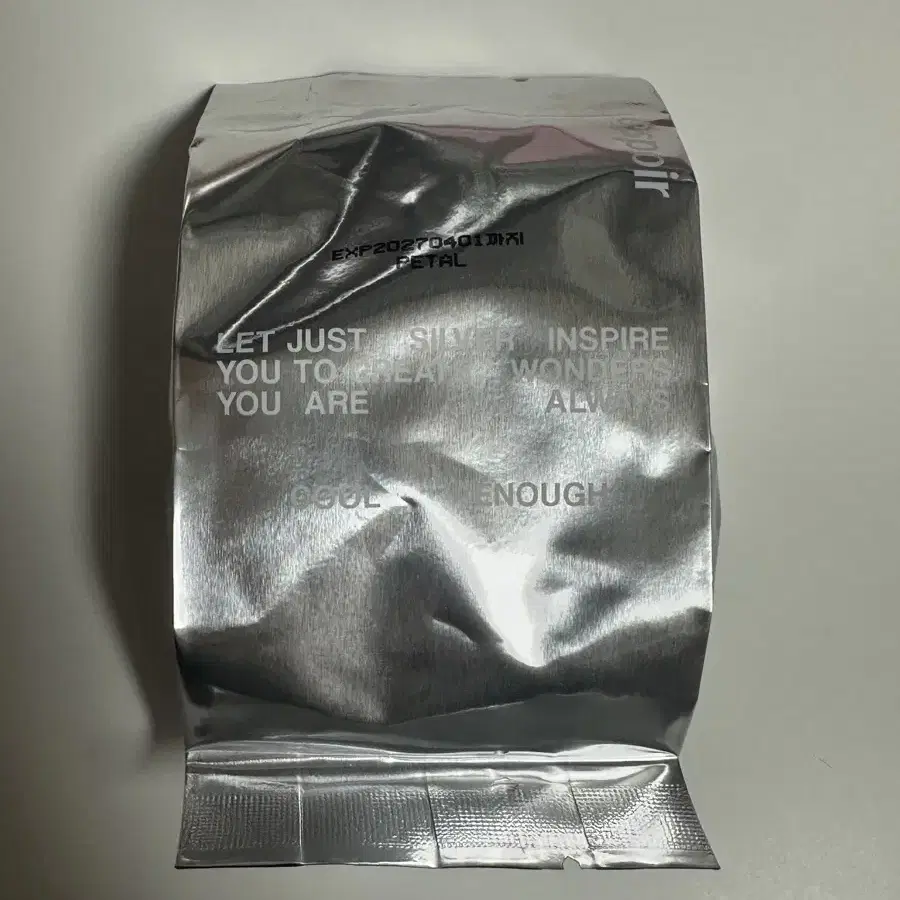 espoir
EXP20270401까지
PETAL
LET JUST SILVER INSPIRE
YOU TO CREATE WONDERS
YOU ARE ALWAYS
COOL ENOUGH